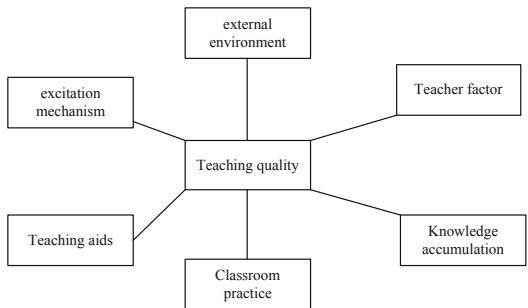 external
environment
excitation
mechanism
Teacher factor
Teaching quality
Teaching aids
Knowledge
accumulation
Classroom
practice